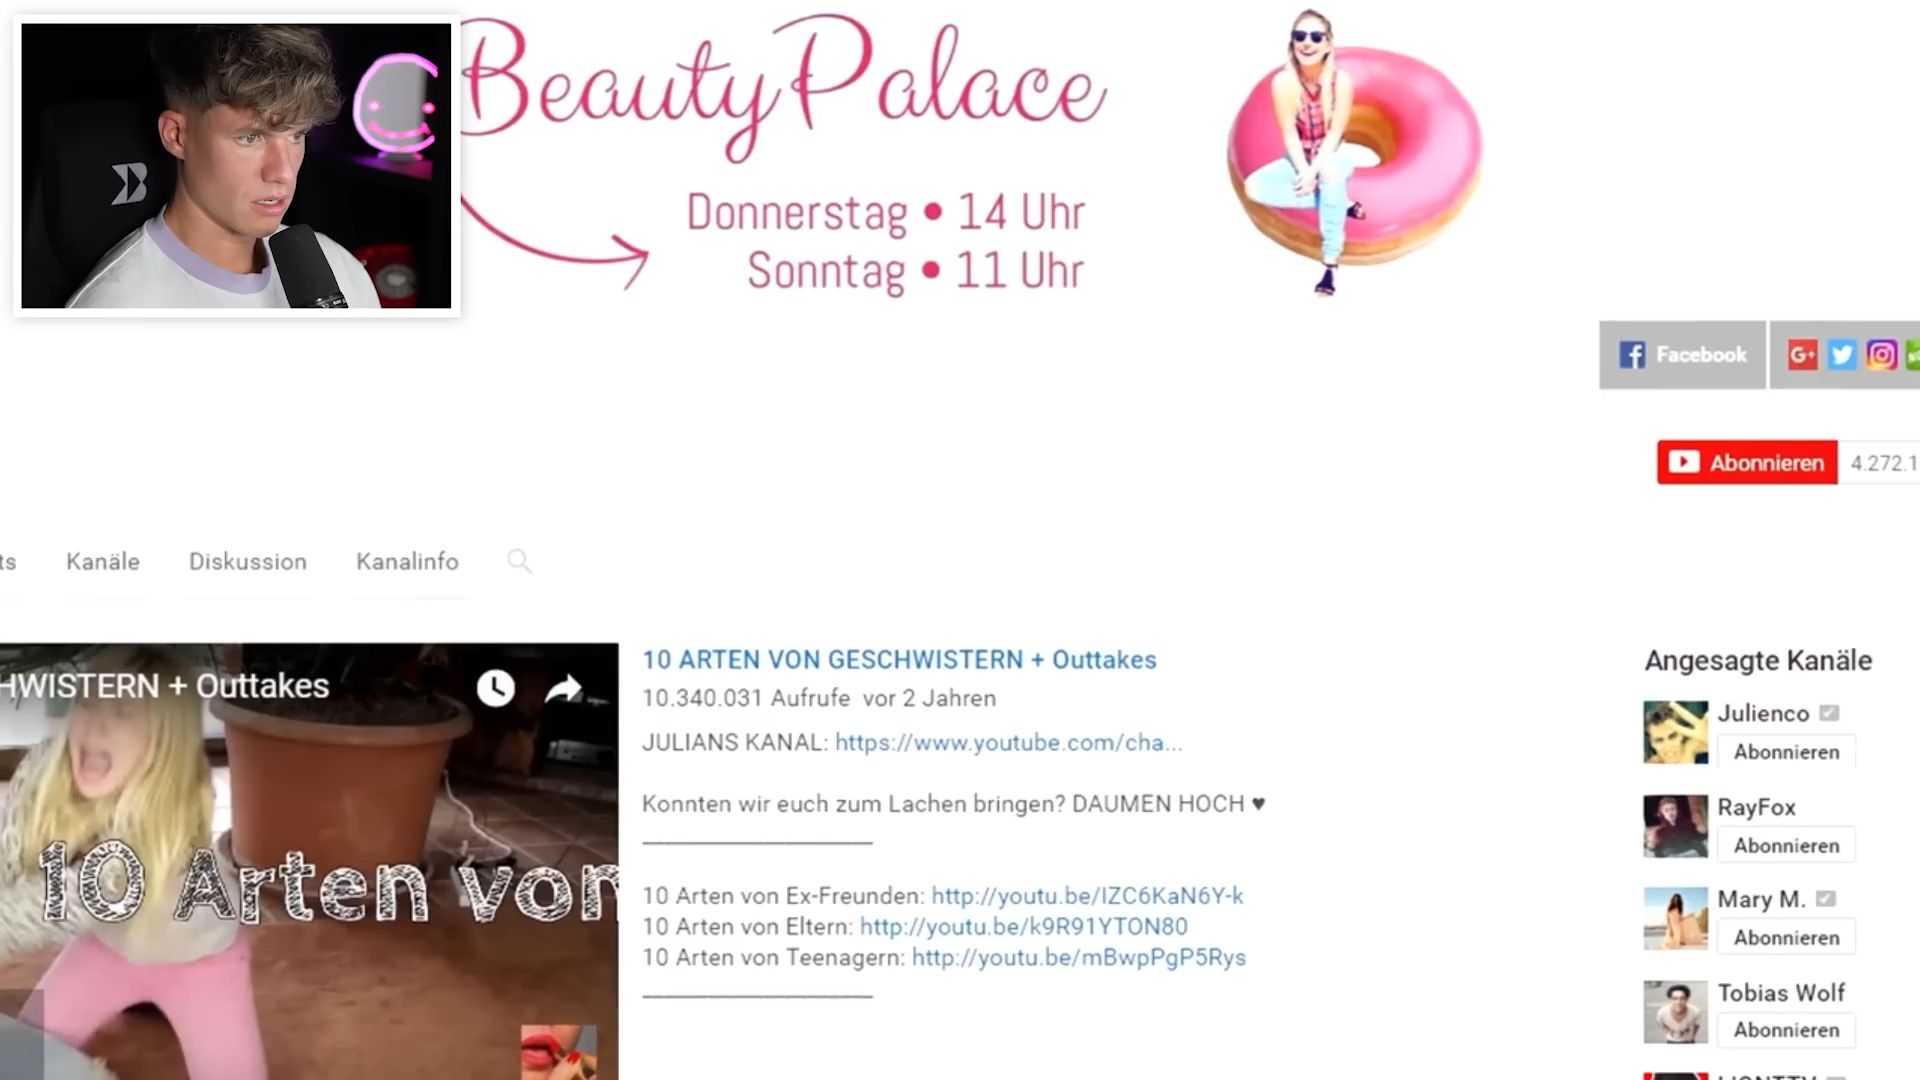 BeautyPalace
Donnerstag • 14 Uhr
Sonntag • 11 Uhr
Facebook
G+
Abonnieren 4.272.1
ts Kanäle Diskussion Kanalinfo
HWISTERN + Outtakes
10 Arten von
10 ARTEN VON GESCHWISTERN + Outtakes
10.340.031 Aufrufe vor 2 Jahren
JULIANS KANAL: https://www.youtube.com/cha...
Konnten wir euch zum Lachen bringen? DAUMEN HOCH ♥
10 Arten von Ex-Freunden: http://youtu.be/IZC6KaN6Y-k
10 Arten von Eltern: http://youtu.be/k9R91YTON80
10 Arten von Teenagern: http://youtu.be/mBwpPgP5Rys
Angesagte Kanäle
Julienco
Abonnieren
RayFox
Abonnieren
Mary M.
Abonnieren
Tobias Wolf
Abonnieren